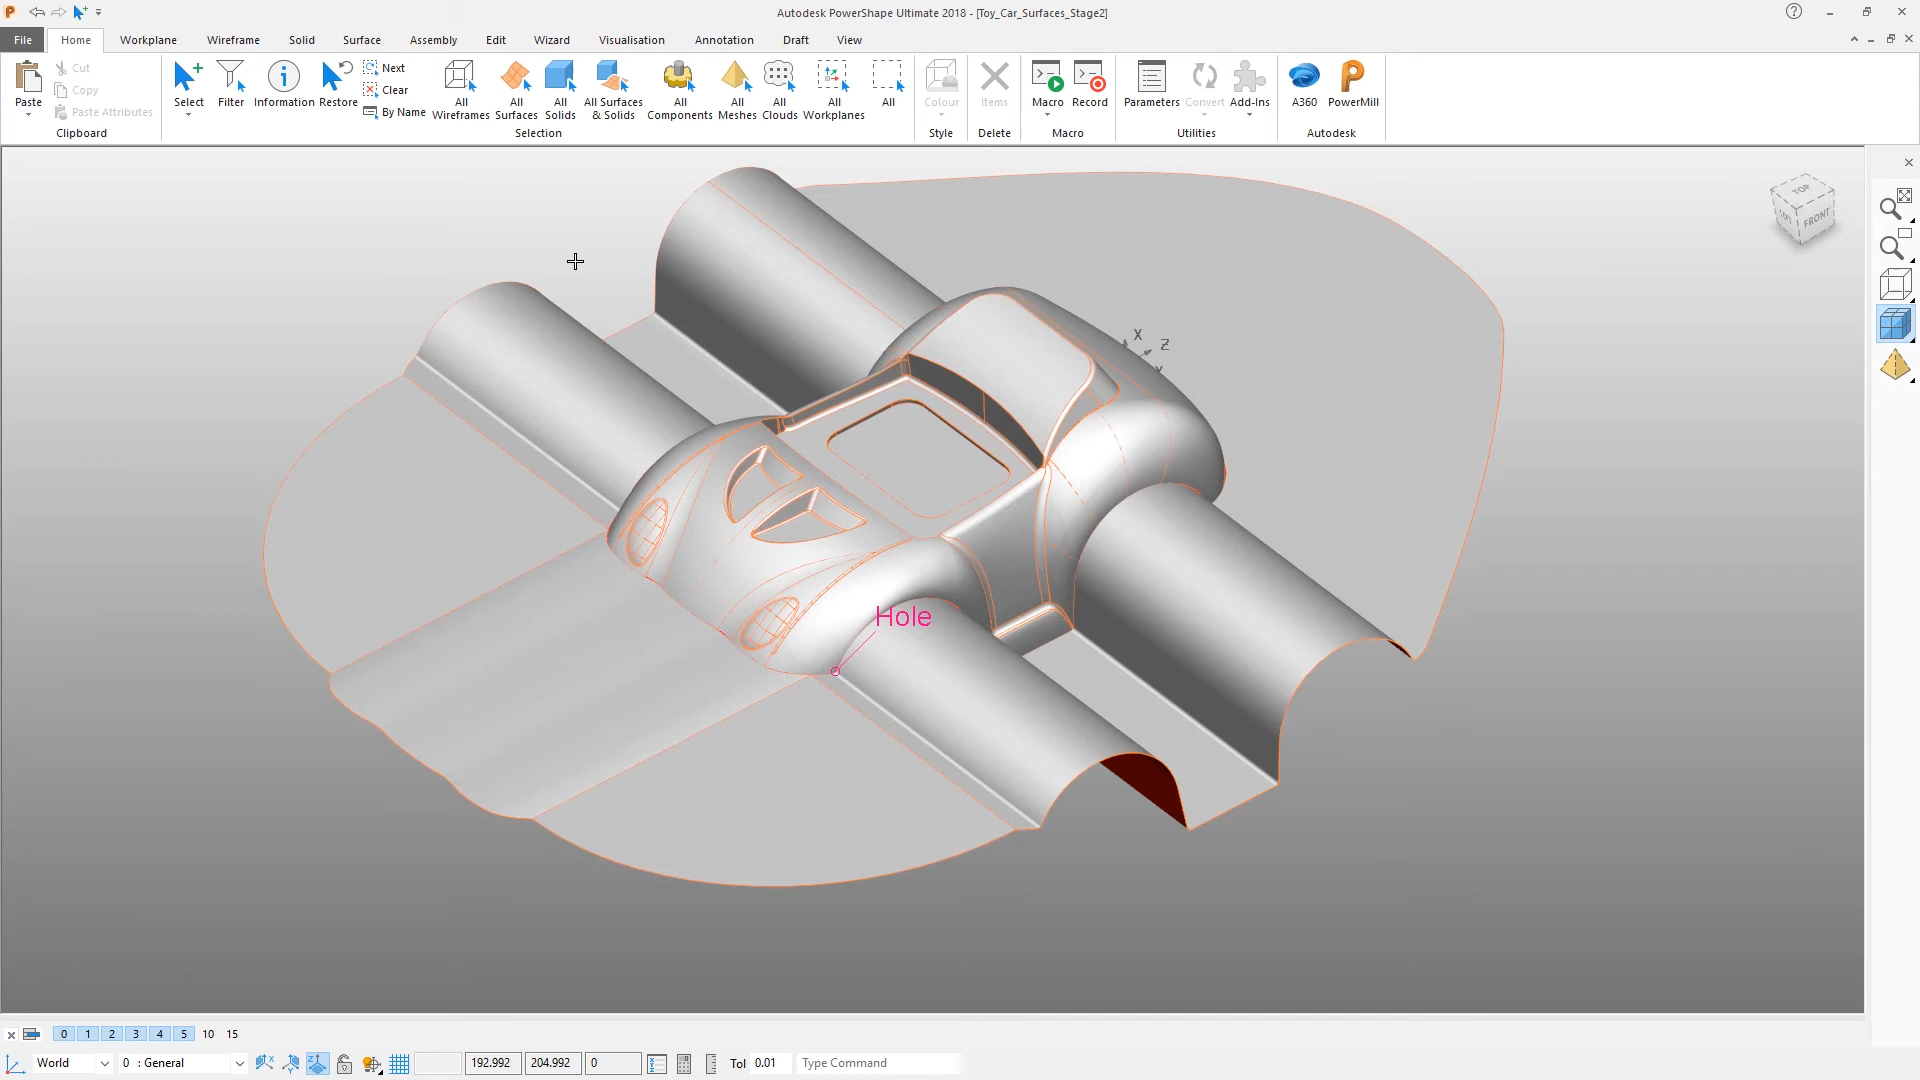 Autodesk PowerShape Ultimate 2018 - [Toy_Car_Surfaces_Stage2]
File Home Workplane Wireframe Solid Surface Assembly Edit Wizard Visualisation Annotation Draft View
Paste
Cut
Copy
Paste Attributes
Clipboard
Select
Filter
Information
Restore
Next
Clear
By Name
All Wireframes
All Surfaces
All Solids
All Surfaces & Solids
All Components
All Meshes
All Clouds
All Workplanes
All
Selection
Colour
Style
Items
Delete
Macro
Record
Macro
Parameters
Convert
Add-Ins
Utilities
A360
PowerMill
Autodesk
TOP
LEFT
FRONT
X
Z
Y
Hole
0 1 2 3 4 5 10 15
World 0 : General 192.992 204.992 0 Tol 0.01 Type Command